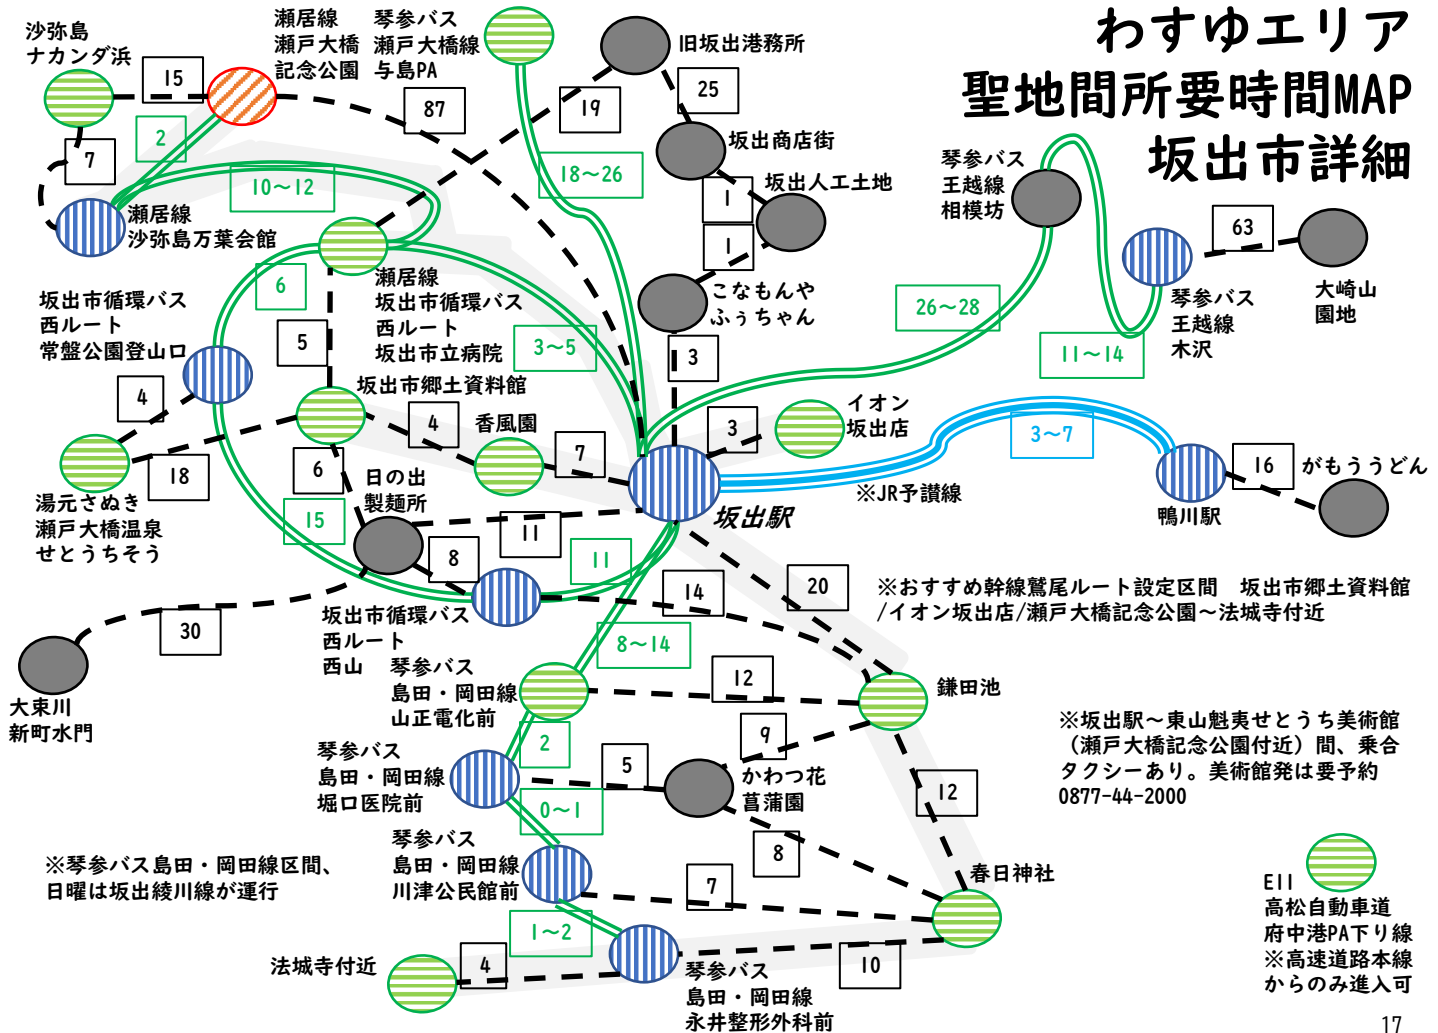 わすゆエリア
聖地間所要時間MAP
坂出市詳細
沙弥島
ナカンダ浜
15
瀬居線
瀬戸大橋
記念公園
琴参バス
瀬戸大橋線
与島PA
87
旧坂出港務所
19
25
坂出商店街
2
7
10～12
18～26
1
坂出人工土地
1
瀬居線
沙弥島万葉会館
琴参バス
王越線
相模坊
63
大崎山
園地
琴参バス
王越線
木沢
6
瀬居線
坂出市循環バス
西ルート
坂出市立病院
こなもんや
ふぅちゃん
26～28
11～14
坂出市循環バス
西ルート
常盤公園登山口
5
3～5
3
4
坂出市郷土資料館
4
香風園
7
3
イオン
坂出店
3～7
18
6
日の出
製麺所
※JR予讃線
16
がもううどん
鴨川駅
湯元さぬき
瀬戸大橋温泉
せとうちそう
15
坂出駅
11
8
11
20
14
※おすすめ幹線鷲尾ルート設定区間　坂出市郷土資料館
/イオン坂出店/瀬戸大橋記念公園～法城寺付近
30
大束川
新町水門
坂出市循環バス
西ルート
西山
8～14
琴参バス
島田・岡田線
山正電化前
12
鎌田池
2
9
琴参バス
島田・岡田線
堀口医院前
5
かわつ花
菖蒲園
12
※坂出駅～東山魁夷せとうち美術館
（瀬戸大橋記念公園付近）間、乗合
タクシーあり。美術館発は要予約
0877-44-2000
0～1
琴参バス
島田・岡田線
川津公民館前
8
7
春日神社
※琴参バス島田・岡田線区間、
日曜は坂出綾川線が運行
1～2
法城寺付近
4
10
琴参バス
島田・岡田線
永井整形外科前
E11
高松自動車道
府中港PA下り線
※高速道路本線
からのみ進入可
17